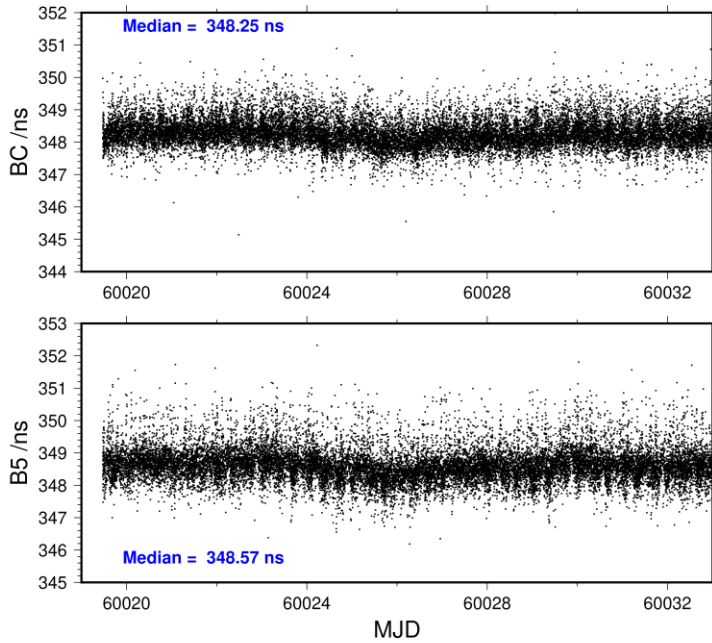 352
351
350
349
348
347
346
345
344
BC /ns
Median = 348.25 ns
60020 60024 60028 60032
353
352
351
350
349
348
347
346
345
B5 /ns
Median = 348.57 ns
60020 60024 60028 60032
MJD